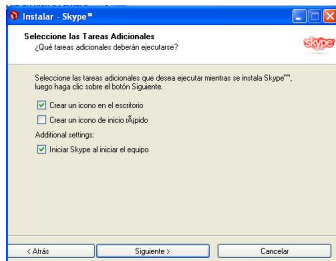 Instalar - Skype™
Seleccione las Tareas Adicionales
¿Qué tareas adicionales deberán ejecutarse?
skype
Seleccione las tareas adicionales que desea ejecutar mientras se instala Skype™,
luego haga clic sobre el botón Siguiente.
Crear un icono en el escritorio
Crear un icono de inicio rápido
Additional settings:
Iniciar Skype al iniciar el equipo
< Atrás
Siguiente >
Cancelar